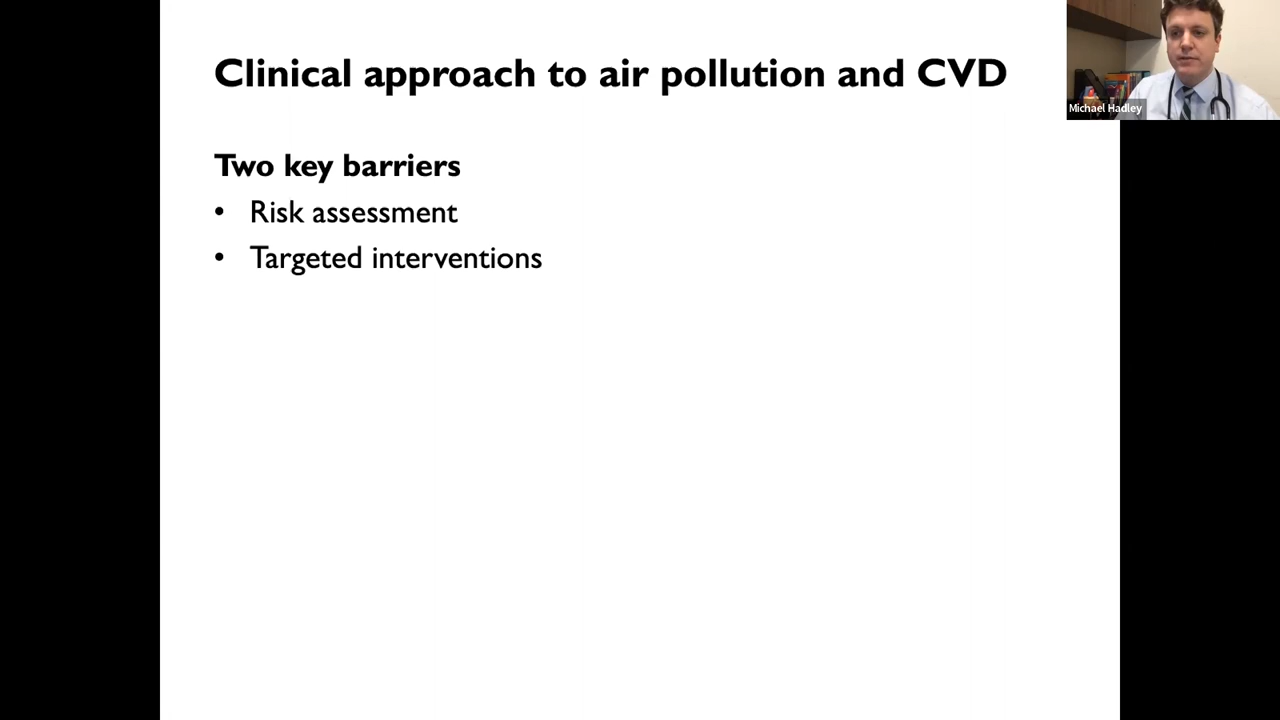 Clinical approach to air pollution and CVD
Michael Hadley
Two key barriers
• Risk assessment
• Targeted interventions